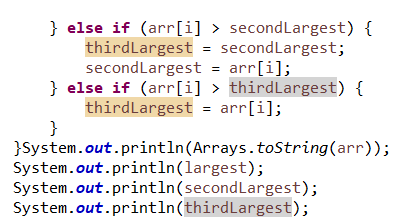 } else if (arr[i] > secondLargest) {
thirdLargest = secondLargest;
secondLargest = arr[i];
} else if (arr[i] > thirdLargest) {
thirdLargest = arr[i];
}
}System.out.println(Arrays.toString(arr));
System.out.println(largest);
System.out.println(secondLargest);
System.out.println(thirdLargest);